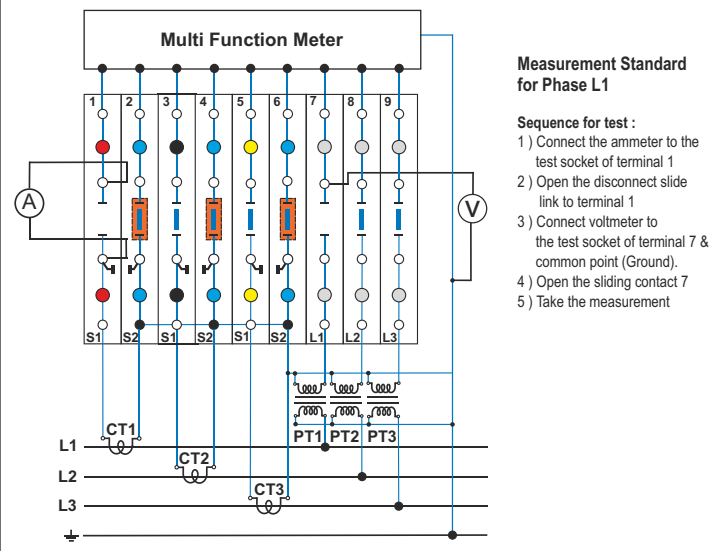 Multi Function Meter
1 2 3 4 5 6 7 8 9
A
V
S1 S2 S1 S2 S1 S2 L1 L2 L3
CT1
PT1 PT2 PT3
L1
CT2
L2
CT3
L3
Measurement Standard
for Phase L1
Sequence for test :
1 ) Connect the ammeter to the
test socket of terminal 1
2 ) Open the disconnect slide
link to terminal 1
3 ) Connect voltmeter to
the test socket of terminal 7 &
common point (Ground).
4 ) Open the sliding contact 7
5 ) Take the measurement